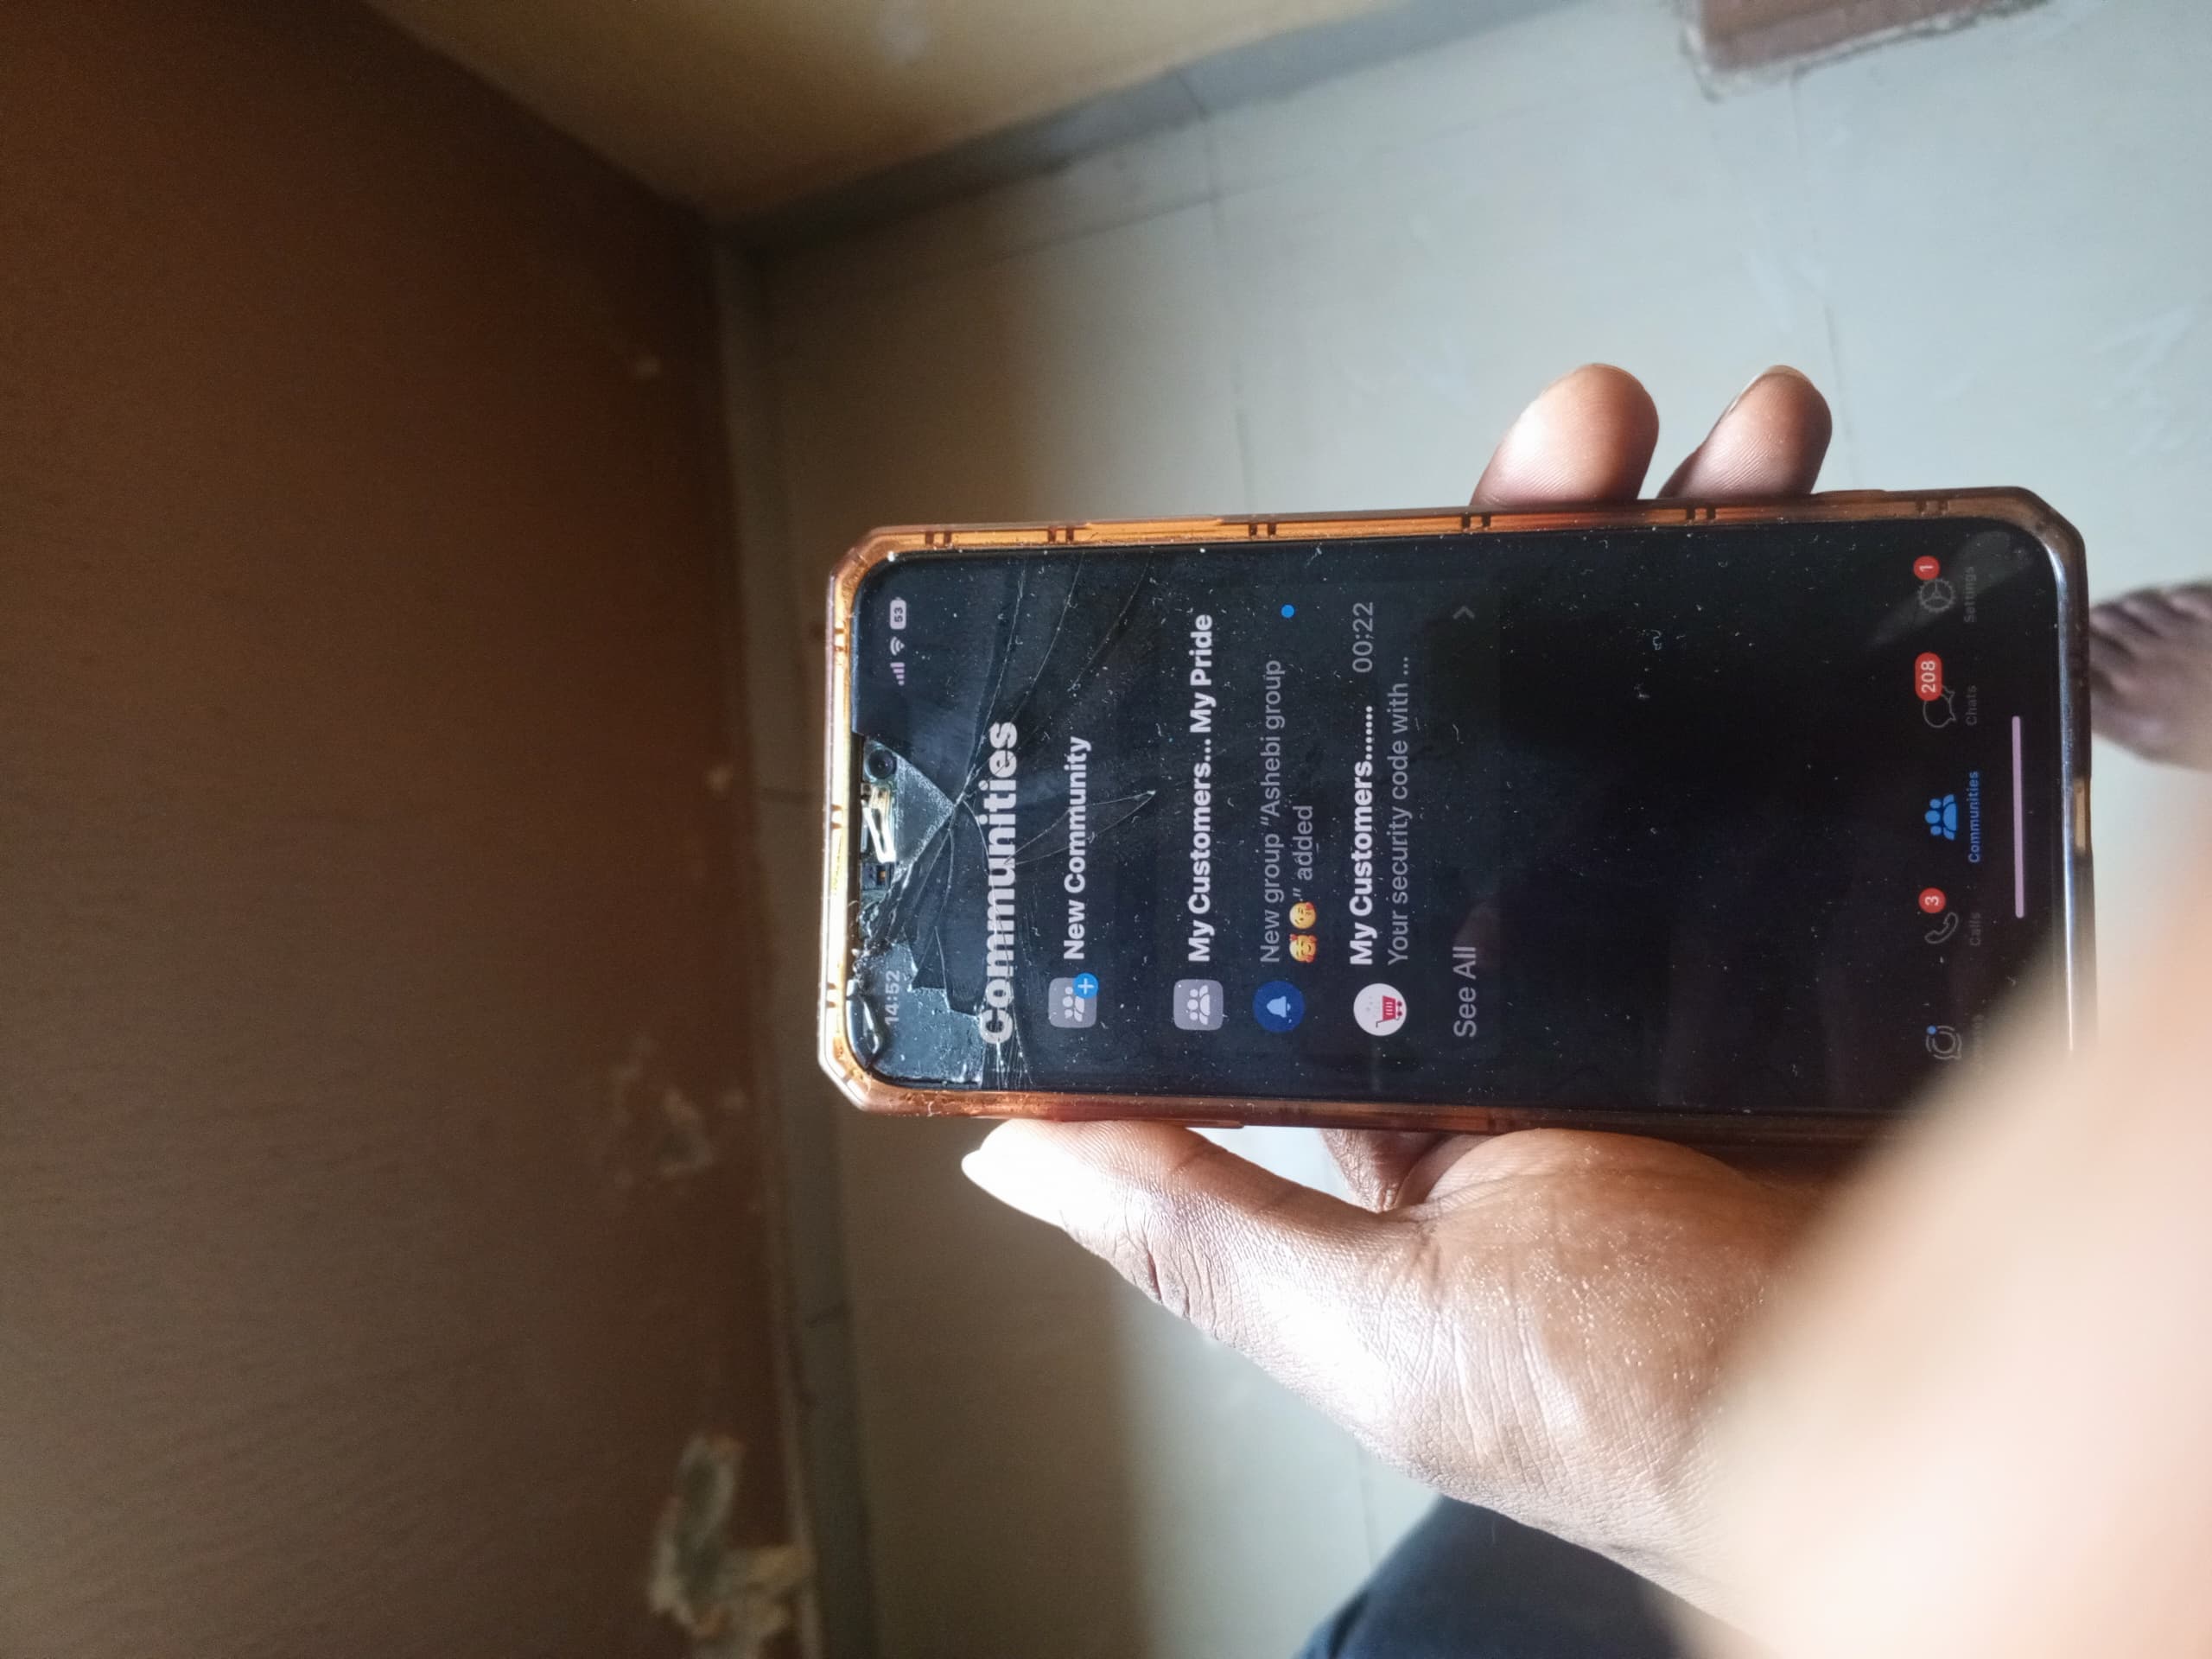 14:52
53
Communities
New Community
My Customers... My Pride
New group "Ashebi group
🥰🤗" added
My Customers....... 00:22
Your security code with ...
See All
3
208
1
Calls
Communities
Chats
Settings